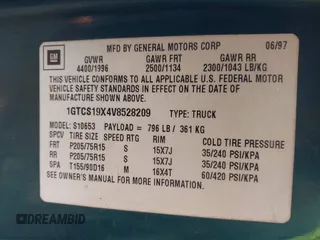 GM
MFD BY GENERAL MOTORS CORP 06/97
GVWR GAWR FRT GAWR RR
4400/1996 2500/1134 2300/1043 LB/KG
THIS VEHICLE CONFORMS TO ALL APPLICABLE U.S. FEDERAL MOTOR
VEHICLE SAFETY STANDARDS IN EFFECT ON THE DATE OF
MANUFACTURE SHOWN ABOVE.
1GTCS19X4V8528209 TYPE: TRUCK
MODEL: S10653 PAYLOAD = 796 LB/ 361 KG
SPCV TIRE SIZE SPEED RTG RIM COLD TIRE PRESSURE
FRT P205/75R15 S 15X7J 35/240 PSI/KPA
RR P205/75R15 S 15X7J 35/240 PSI/KPA
SPA T155/90D16 M 16X4T 60/420 PSI/KPA
SEE OWNER'S MANUAL FOR ADDITIONAL INFORMATION
DREAMBID